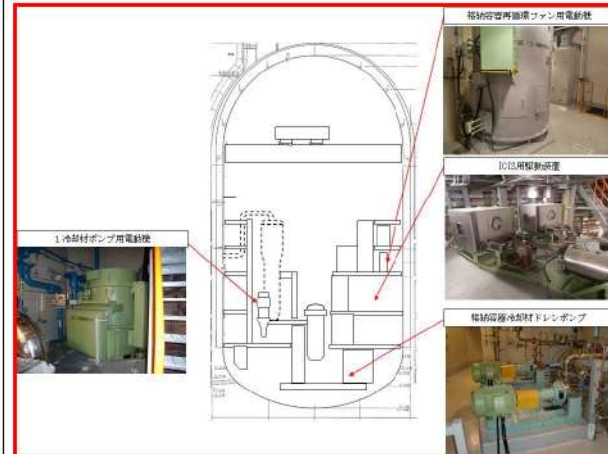 格納容器再循環ファン用電動機
ICIS用駆動装置
1次冷却材ポンプ用電動機
格納容器冷却材ドレンポンプ